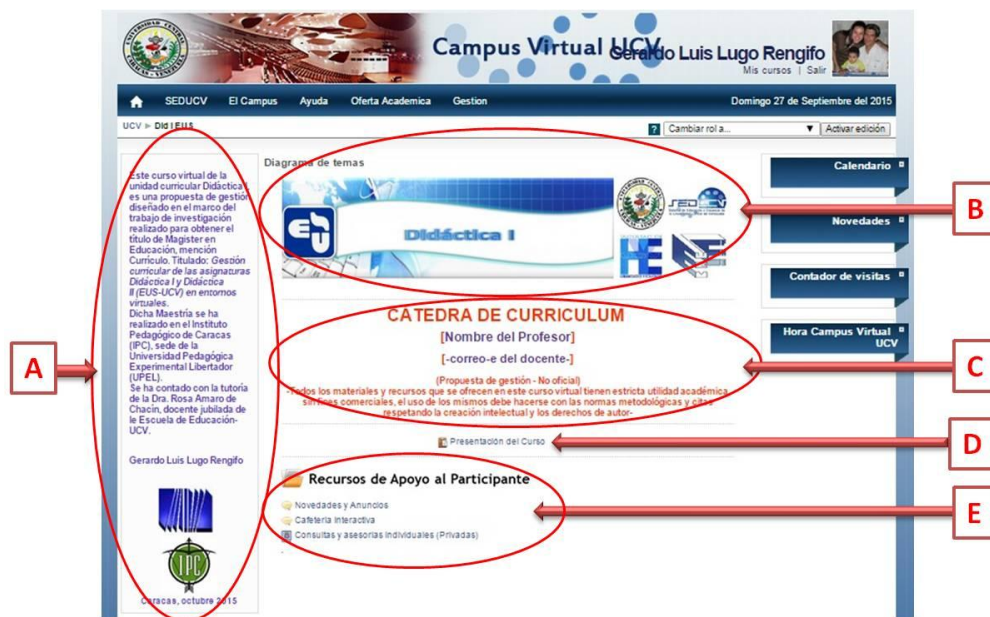 Campus Virtual UCV
Gerardo Luis Lugo Rengifo
Mis cursos | Salir
SEDUCV El Campus Ayuda Oferta Academica Gestion Domingo 27 de Septiembre del 2015
UCV ► Did I EUS
? Cambiar rol a... Activar edición
Este curso virtual de la
unidad curricular Didáctica I,
es una propuesta de gestión
diseñado en el marco del
trabajo de investigación
realizado para obtener el
título de Magister en
Educación, mención
Currículo. Titulado: Gestión
curricular de las asignaturas
Didáctica I y Didáctica
II (EUS-UCV) en entornos
virtuales.
Dicha Maestría se ha
realizado en el Instituto
Pedagógico de Caracas
(IPC), sede de la
Universidad Pedagógica
Experimental Libertador
(UPEL).
Se ha contado con la tutoría
de la Dra. Rosa Amaro de
Chacín, docente jubilada de
le Escuela de Educación-
UCV.
Gerardo Luis Lugo Rengifo
IPC
Caracas, octubre 2015
A
Diagrama de temas
Didáctica I
B
CATEDRA DE CURRICULUM
[Nombre del Profesor]
[-correo-e del docente-]
(Propuesta de gestión - No oficial)
-Todos los materiales y recursos que se ofrecen en este curso virtual tienen estricta utilidad académica,
sin fines comerciales, el uso de los mismos debe hacerse con las normas metodológicas y citas
respetando la creación intelectual y los derechos de autor-
C
Presentación del Curso
D
Recursos de Apoyo al Participante
Novedades y Anuncios
Cafetería Interactiva
Consultas y asesorías individuales (Privadas)
E
Calendario
Novedades
Contador de visitas
Hora Campus Virtual
UCV